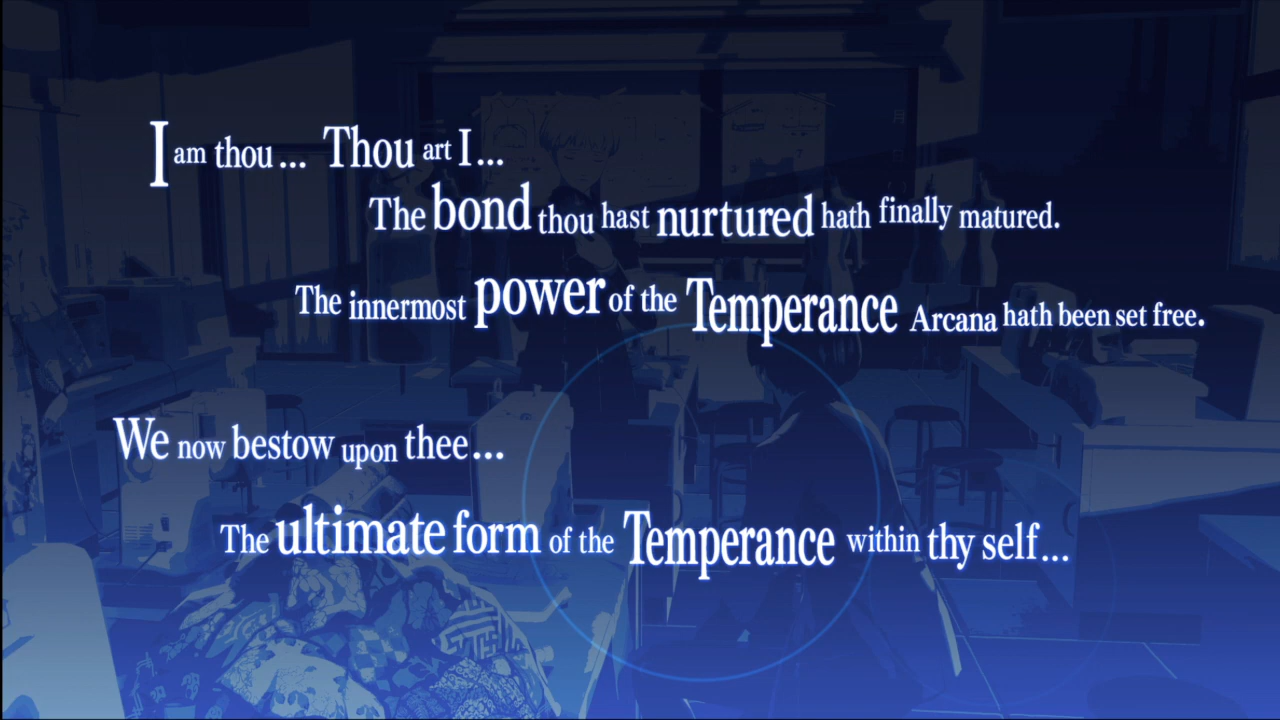 I am thou... Thou art I...
The bond thou hast nurtured hath finally matured.
The innermost power of the Temperance Arcana hath been set free.
We now bestow upon thee...
The ultimate form of the Temperance within thy self...